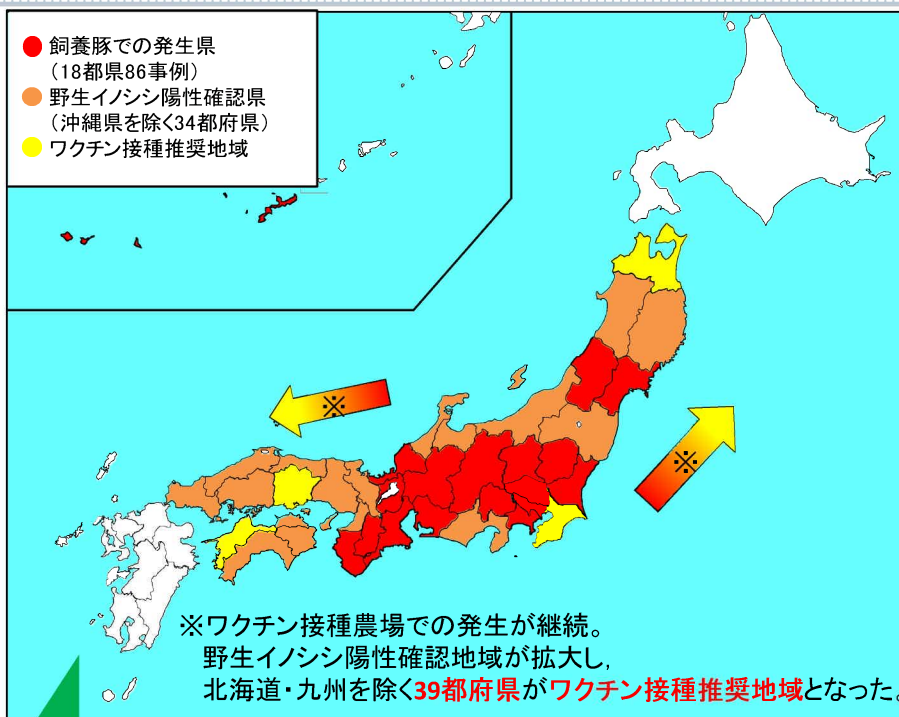 飼養豚での発生県
(18都県86事例)
野生イノシシ陽性確認県
(沖縄県を除く34都府県)
ワクチン接種推奨地域
※
※
※ワクチン接種農場での発生が継続。
野生イノシシ陽性確認地域が拡大し,
北海道・九州を除く39都府県がワクチン接種推奨地域となった。